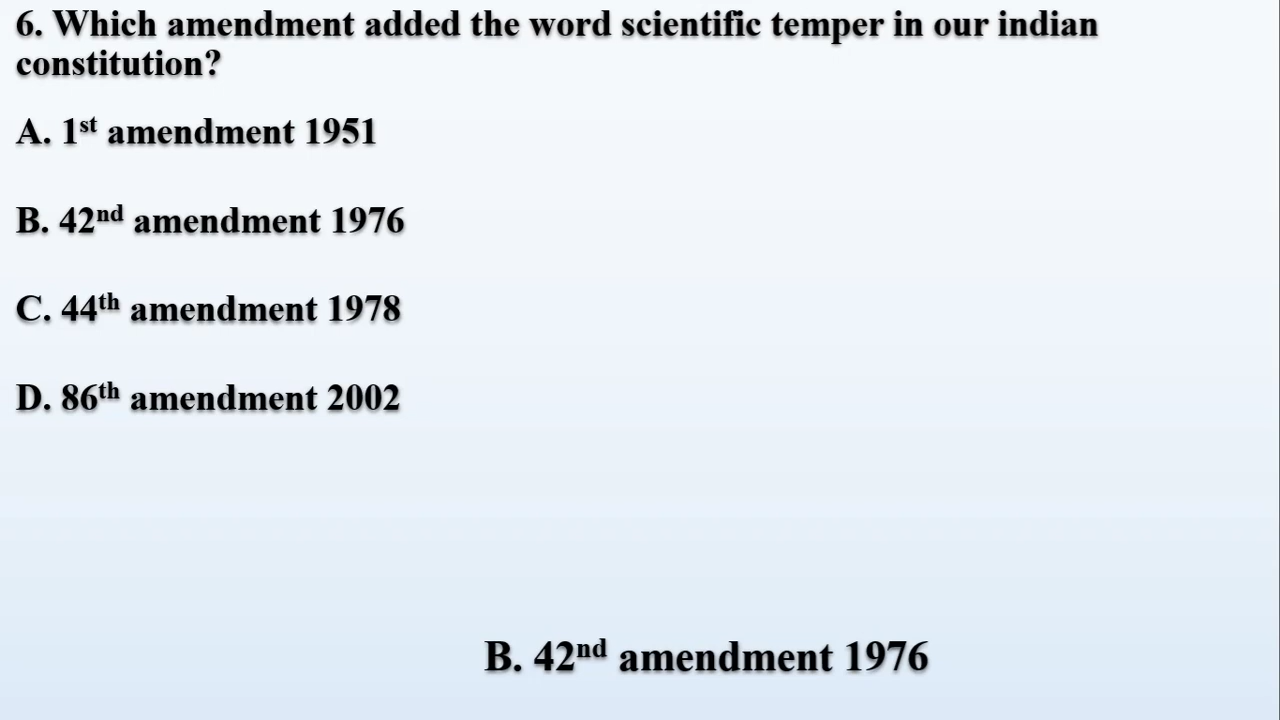 6. Which amendment added the word scientific temper in our indian
constitution?
A. 1st amendment 1951
B. 42nd amendment 1976
C. 44th amendment 1978
D. 86th amendment 2002
B. 42nd amendment 1976